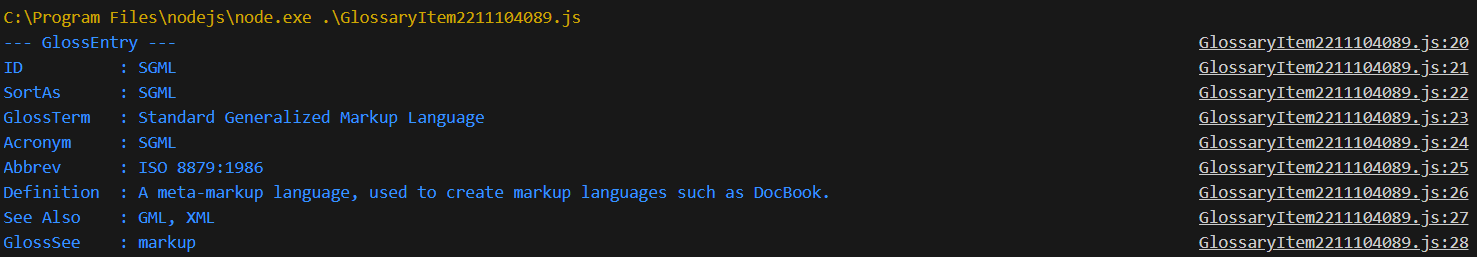 C:\Program Files\nodejs\node.exe .\GlossaryItem2211104089.js
--- GlossEntry --- GlossaryItem2211104089.js:20
ID : SGML GlossaryItem2211104089.js:21
SortAs : SGML GlossaryItem2211104089.js:22
GlossTerm : Standard Generalized Markup Language GlossaryItem2211104089.js:23
Acronym : SGML GlossaryItem2211104089.js:24
Abbrev : ISO 8879:1986 GlossaryItem2211104089.js:25
Definition : A meta-markup language, used to create markup languages such as DocBook. GlossaryItem2211104089.js:26
See Also : GML, XML GlossaryItem2211104089.js:27
GlossSee : markup GlossaryItem2211104089.js:28